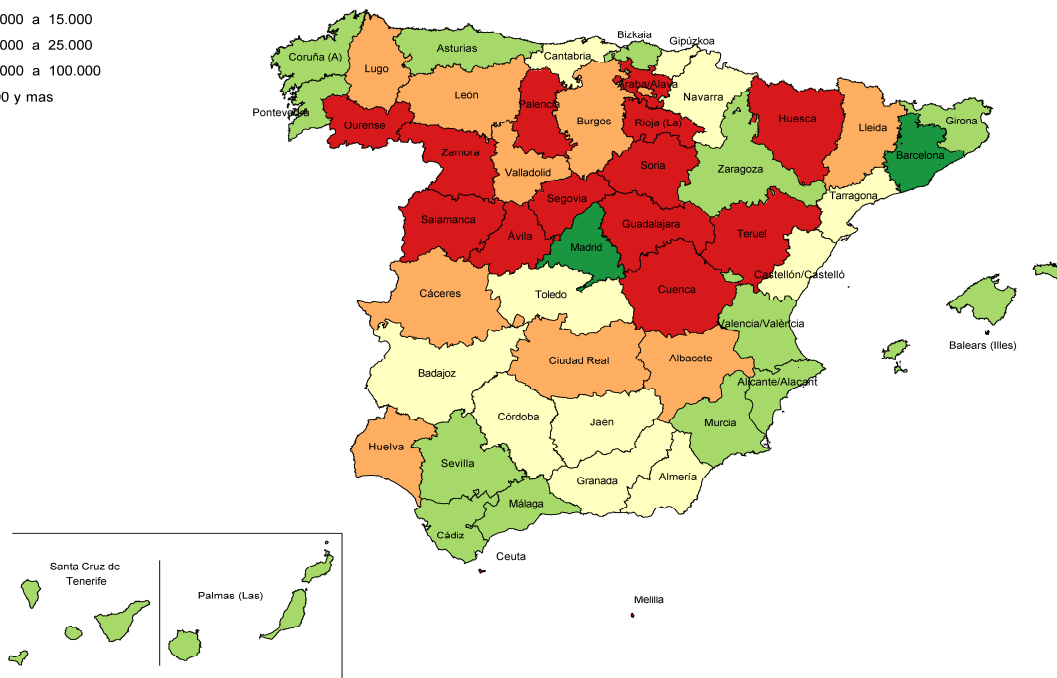 000 a 15.000
000 a 25.000
000 a 100.000
00 y mas
Coruña (A)
Lugo
Asturias
Cantabria
Bizkaia
Gipúzkoa
Navarra
Araba/Álava
Pontevedra
Ourense
León
Palencia
Burgos
Rioja (La)
Huesca
Lleida
Girona
Barcelona
Zamora
Valladolid
Soria
Zaragoza
Tarragona
Salamanca
Ávila
Segovia
Madrid
Guadalajara
Teruel
Castellón/Castelló
Cáceres
Toledo
Cuenca
Valencia/València
Balears (Illes)
Badajoz
Ciudad Real
Albacete
Alicante/Alacant
Huelva
Córdoba
Jaén
Murcia
Sevilla
Granada
Almería
Málaga
Cádiz
Ceuta
Melilla
Santa Cruz de
Tenerife
Palmas (Las)